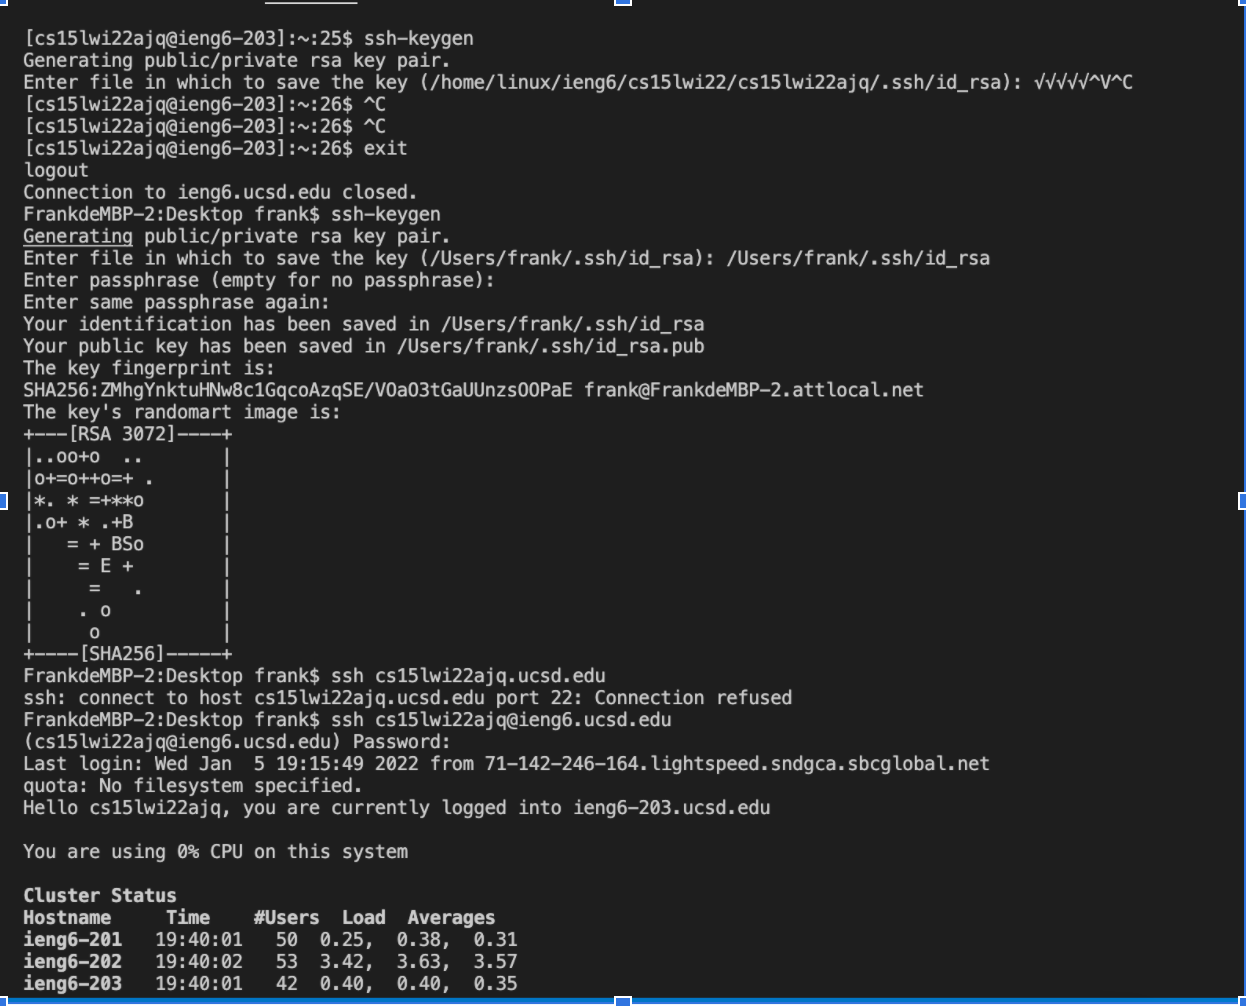 [cs15lwi22ajq@ieng6-203]:~:25$ ssh-keygen
Generating public/private rsa key pair.
Enter file in which to save the key (/home/linux/ieng6/cs15lwi22/cs15lwi22ajq/.ssh/id_rsa): √√√√√^V^C
[cs15lwi22ajq@ieng6-203]:~:26$ ^C
[cs15lwi22ajq@ieng6-203]:~:26$ ^C
[cs15lwi22ajq@ieng6-203]:~:26$ exit
logout
Connection to ieng6.ucsd.edu closed.
FrankdeMBP-2:Desktop frank$ ssh-keygen
Generating public/private rsa key pair.
Enter file in which to save the key (/Users/frank/.ssh/id_rsa): /Users/frank/.ssh/id_rsa
Enter passphrase (empty for no passphrase):
Enter same passphrase again:
Your identification has been saved in /Users/frank/.ssh/id_rsa
Your public key has been saved in /Users/frank/.ssh/id_rsa.pub
The key fingerprint is:
SHA256:ZMhgYnktuHNw8c1GqcoAzqSE/VOaO3tGaUUnzsOOPaE frank@FrankdeMBP-2.attlocal.net
The key's randomart image is:
+---[RSA 3072]----+
|..oo+o  ..       |
|o+=o++o=+ .      |
|*. * =+**o       |
|.o+ * .+B        |
|   = + BSo       |
|    = E +        |
|     =   .       |
|    . o          |
|     o           |
+----[SHA256]-----+
FrankdeMBP-2:Desktop frank$ ssh cs15lwi22ajq.ucsd.edu
ssh: connect to host cs15lwi22ajq.ucsd.edu port 22: Connection refused
FrankdeMBP-2:Desktop frank$ ssh cs15lwi22ajq@ieng6.ucsd.edu
(cs15lwi22ajq@ieng6.ucsd.edu) Password:
Last login: Wed Jan  5 19:15:49 2022 from 71-142-246-164.lightspeed.sndgca.sbcglobal.net
quota: No filesystem specified.
Hello cs15lwi22ajq, you are currently logged into ieng6-203.ucsd.edu
You are using 0% CPU on this system
Cluster Status
Hostname     Time    #Users  Load  Averages
ieng6-201   19:40:01   50  0.25,  0.38,  0.31
ieng6-202   19:40:02   53  3.42,  3.63,  3.57
ieng6-203   19:40:01   42  0.40,  0.40,  0.35